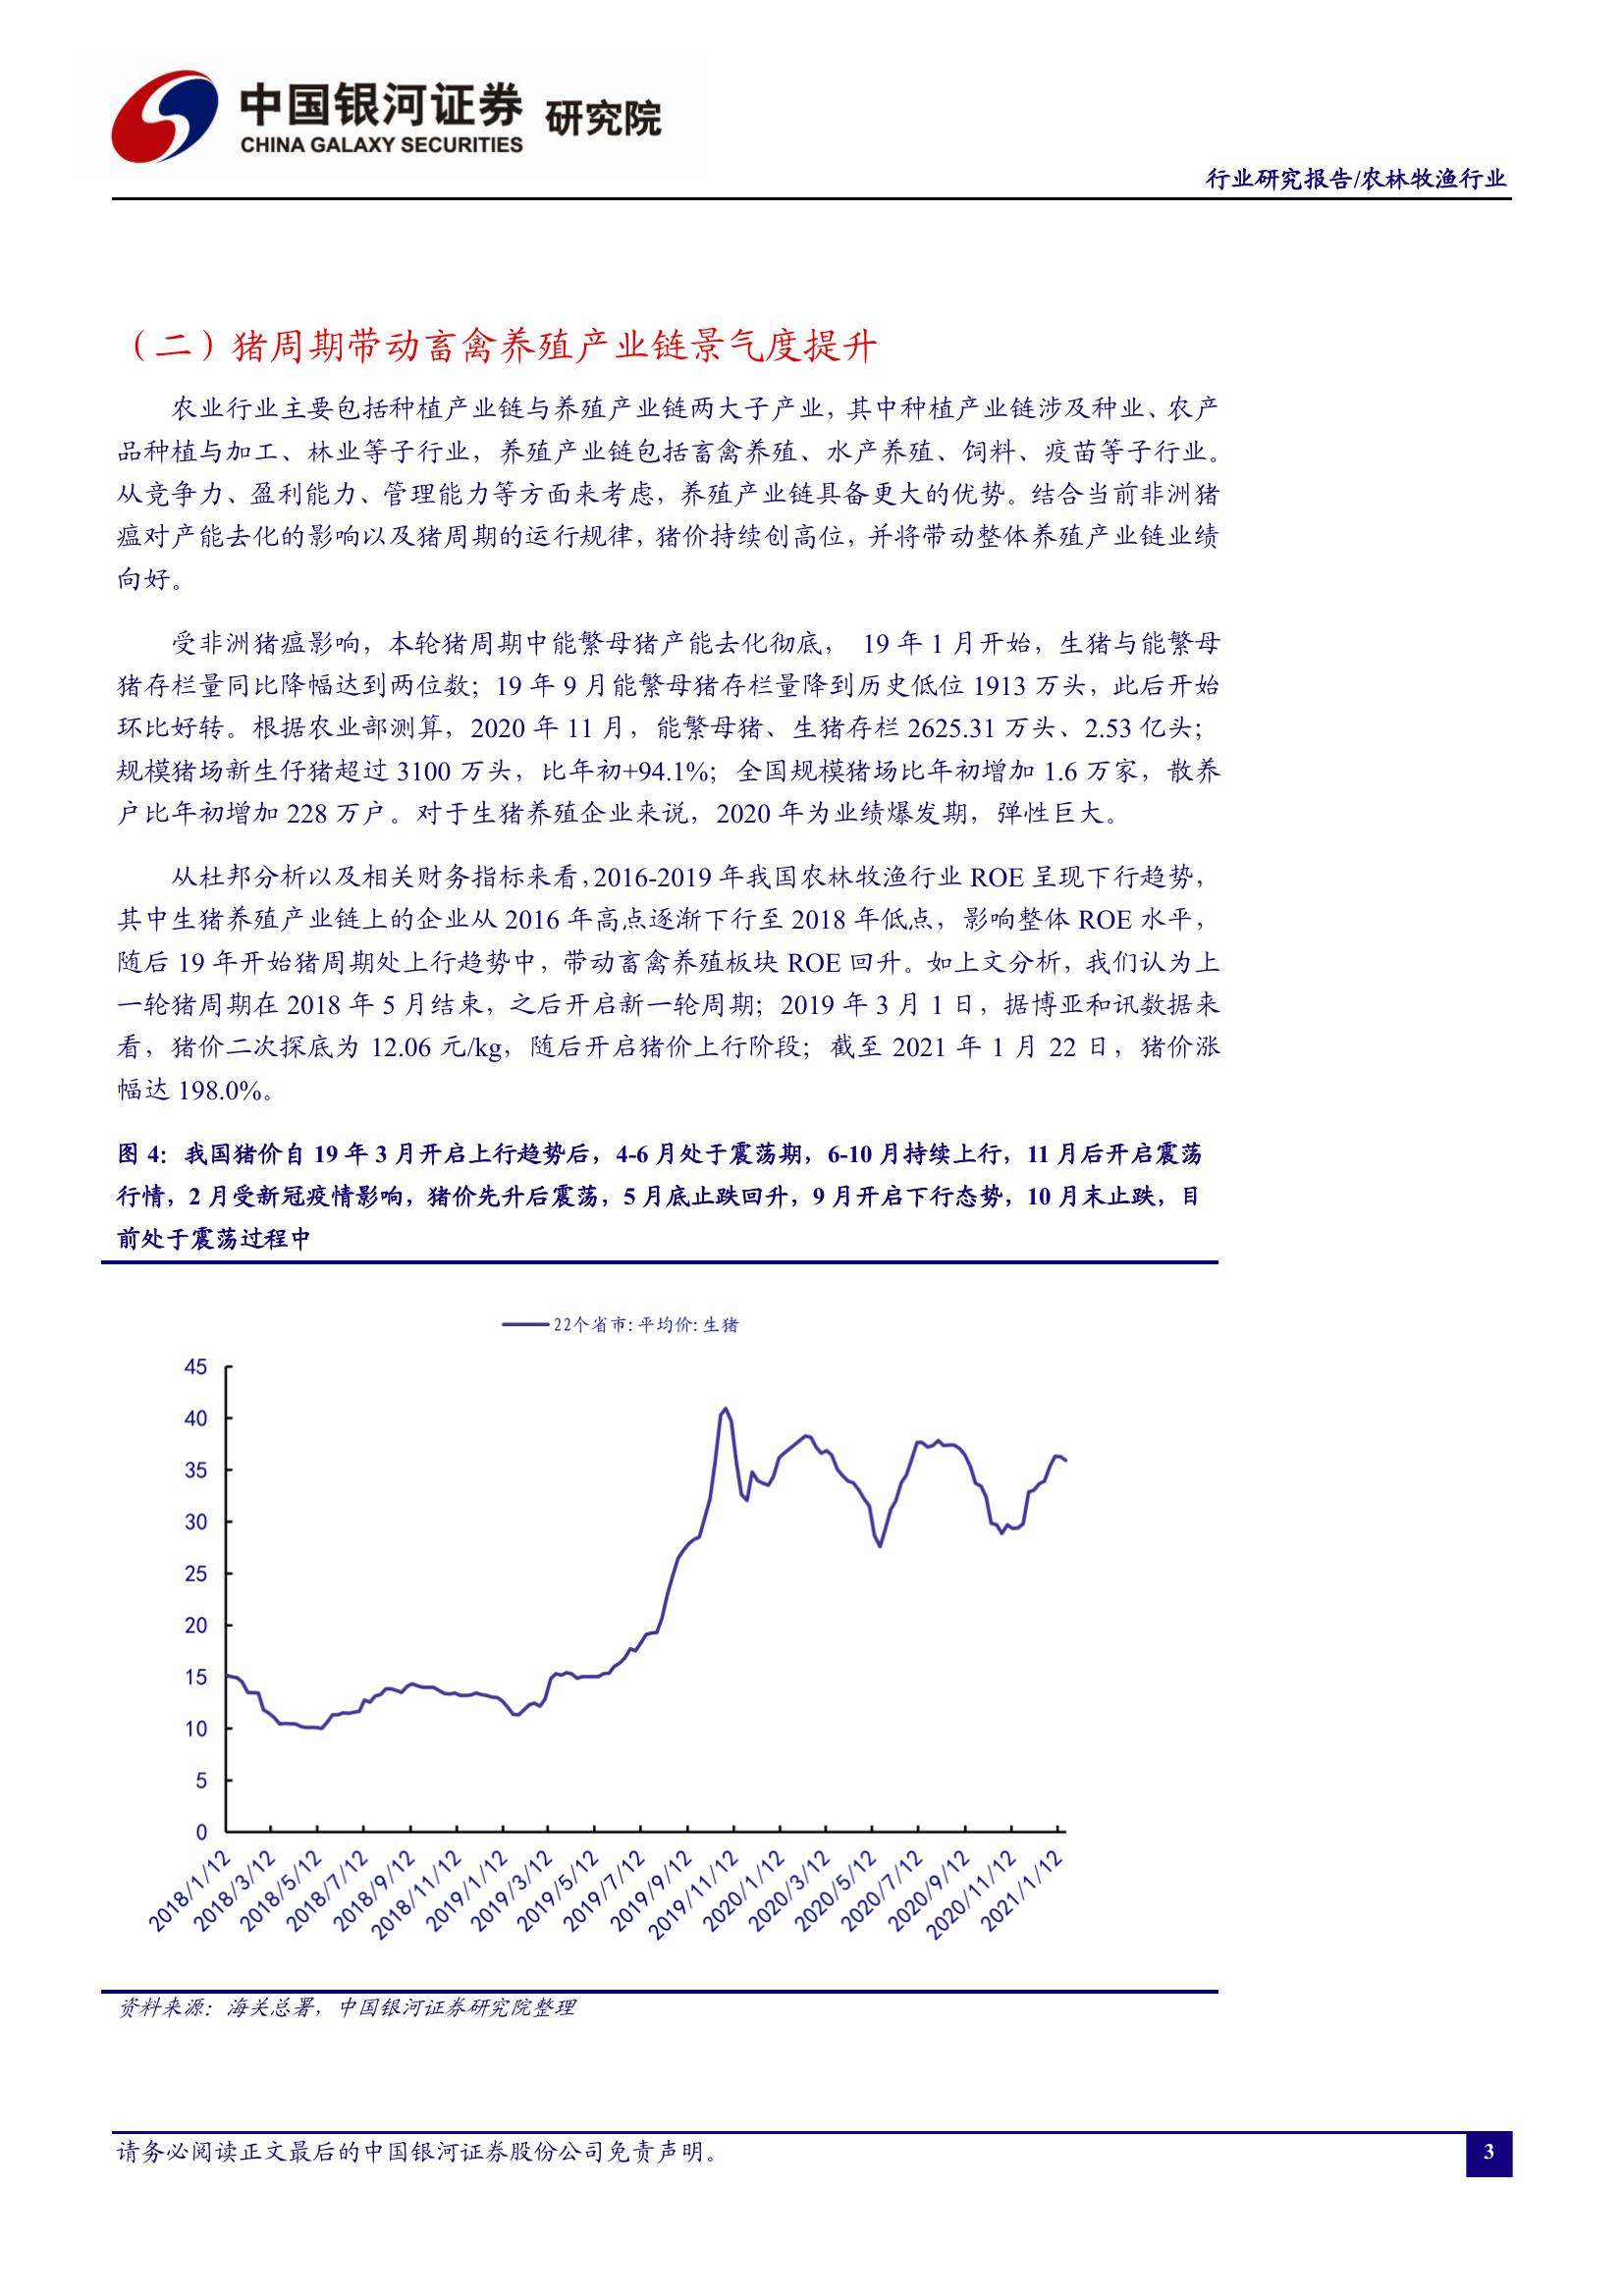 中国银河证券 研究院
CHINA GALAXY SECURITIES
行业研究报告/农林牧渔行业
（二）猪周期带动畜禽养殖产业链景气度提升
农业行业主要包括种植产业链与养殖产业链两大子产业，其中种植产业链涉及种业、农产
品种植与加工、林业等子行业，养殖产业链包括畜禽养殖、水产养殖、饲料、疫苗等子行业。
从竞争力、盈利能力、管理能力等方面来考虑，养殖产业链具备更大的优势。结合当前非洲猪
瘟对产能去化的影响以及猪周期的运行规律，猪价持续创高位，并将带动整体养殖产业链业绩
向好。
受非洲猪瘟影响，本轮猪周期中能繁母猪产能去化彻底， 19 年 1 月开始，生猪与能繁母
猪存栏量同比降幅达到两位数；19 年 9 月能繁母猪存栏量降到历史低位 1913 万头，此后开始
环比好转。根据农业部测算，2020 年 11 月，能繁母猪、生猪存栏 2625.31 万头、2.53 亿头；
规模猪场新生仔猪超过 3100 万头，比年初+94.1%；全国规模猪场比年初增加 1.6 万家，散养
户比年初增加 228 万户。对于生猪养殖企业来说，2020 年为业绩爆发期，弹性巨大。
从杜邦分析以及相关财务指标来看，2016-2019 年我国农林牧渔行业 ROE 呈现下行趋势，
其中生猪养殖产业链上的企业从 2016 年高点逐渐下行至 2018 年低点，影响整体 ROE 水平，
随后 19 年开始猪周期处上行趋势中，带动畜禽养殖板块 ROE 回升。如上文分析，我们认为上
一轮猪周期在 2018 年 5 月结束，之后开启新一轮周期；2019 年 3 月 1 日，据博亚和讯数据来
看，猪价二次探底为 12.06 元/kg，随后开启猪价上行阶段；截至 2021 年 1 月 22 日，猪价涨
幅达 198.0%。
图 4：我国猪价自 19 年 3 月开启上行趋势后，4-6 月处于震荡期，6-10 月持续上行，11 月后开启震荡
行情，2 月受新冠疫情影响，猪价先升后震荡，5 月底止跌回升，9 月开启下行态势，10 月末止跌，目
前处于震荡过程中
22个省市:平均价:生猪
45
40
35
30
25
20
15
10
5
0
2018/1/12
2018/3/12
2018/5/12
2018/7/12
2018/9/12
2018/11/12
2019/1/12
2019/3/12
2019/5/12
2019/7/12
2019/9/12
2019/11/12
2020/1/12
2020/3/12
2020/5/12
2020/7/12
2020/9/12
2020/11/12
2021/1/12
资料来源：海关总署，中国银河证券研究院整理
请务必阅读正文最后的中国银河证券股份公司免责声明。
3